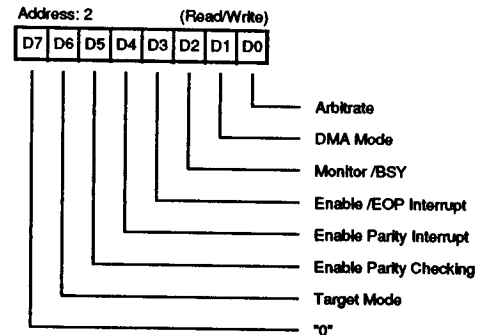 Address: 2 (Read/Write)
D7 D6 D5 D4 D3 D2 D1 D0
Arbitrate
DMA Mode
Monitor /BSY
Enable /EOP Interrupt
Enable Parity Interrupt
Enable Parity Checking
Target Mode
"0"